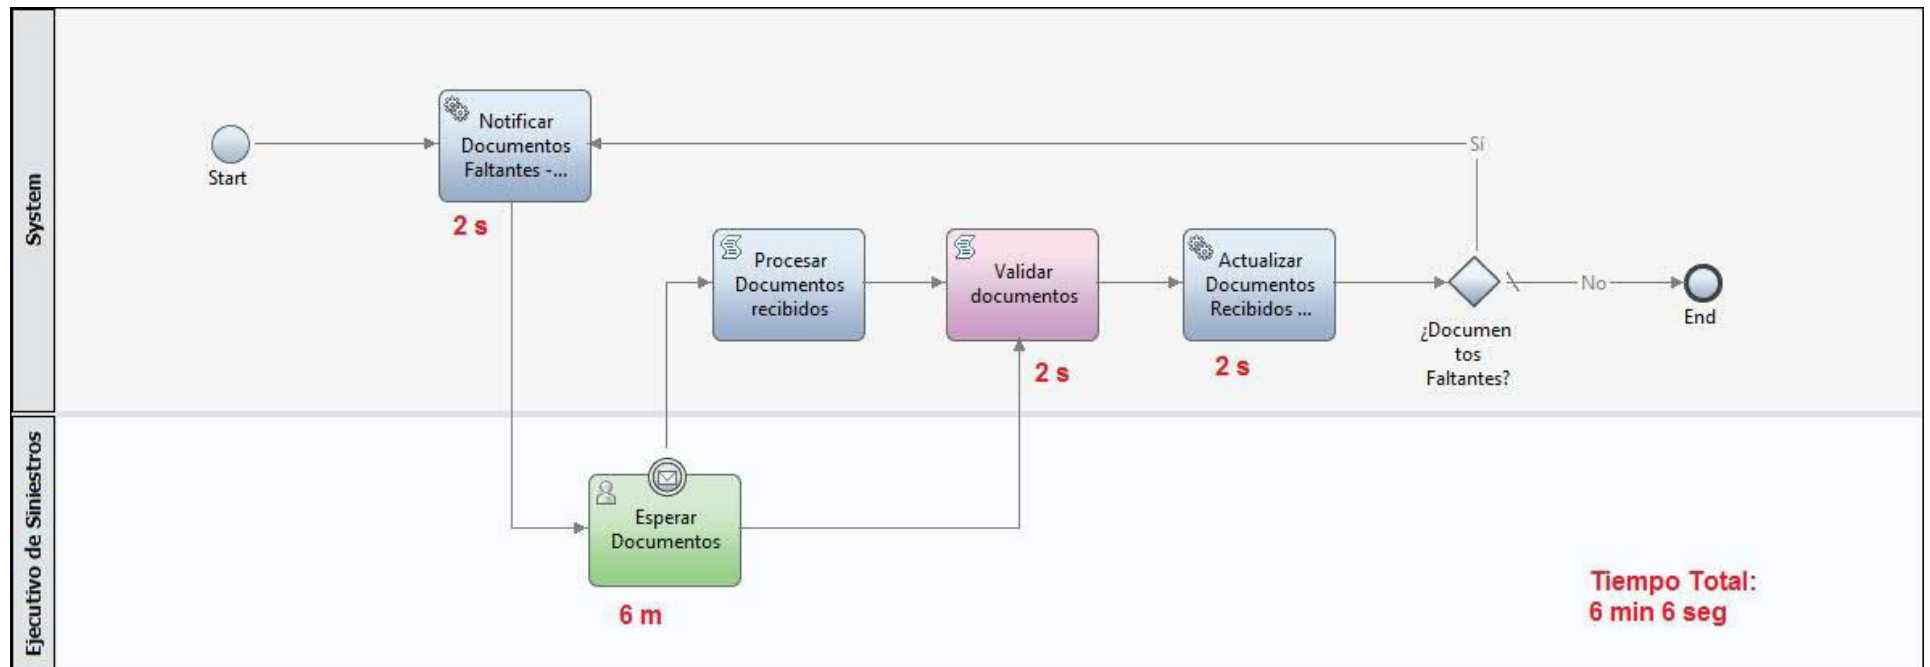 System
Start
Notificar
Documentos
Faltantes -...
2 s
Sí
Procesar
Documentos
recibidos
Validar
documentos
2 s
Actualizar
Documentos
Recibidos ...
2 s
¿Documen
tos
Faltantes?
No
End
Ejecutivo de Siniestros
Esperar
Documentos
6 m
Tiempo Total:
6 min 6 seg